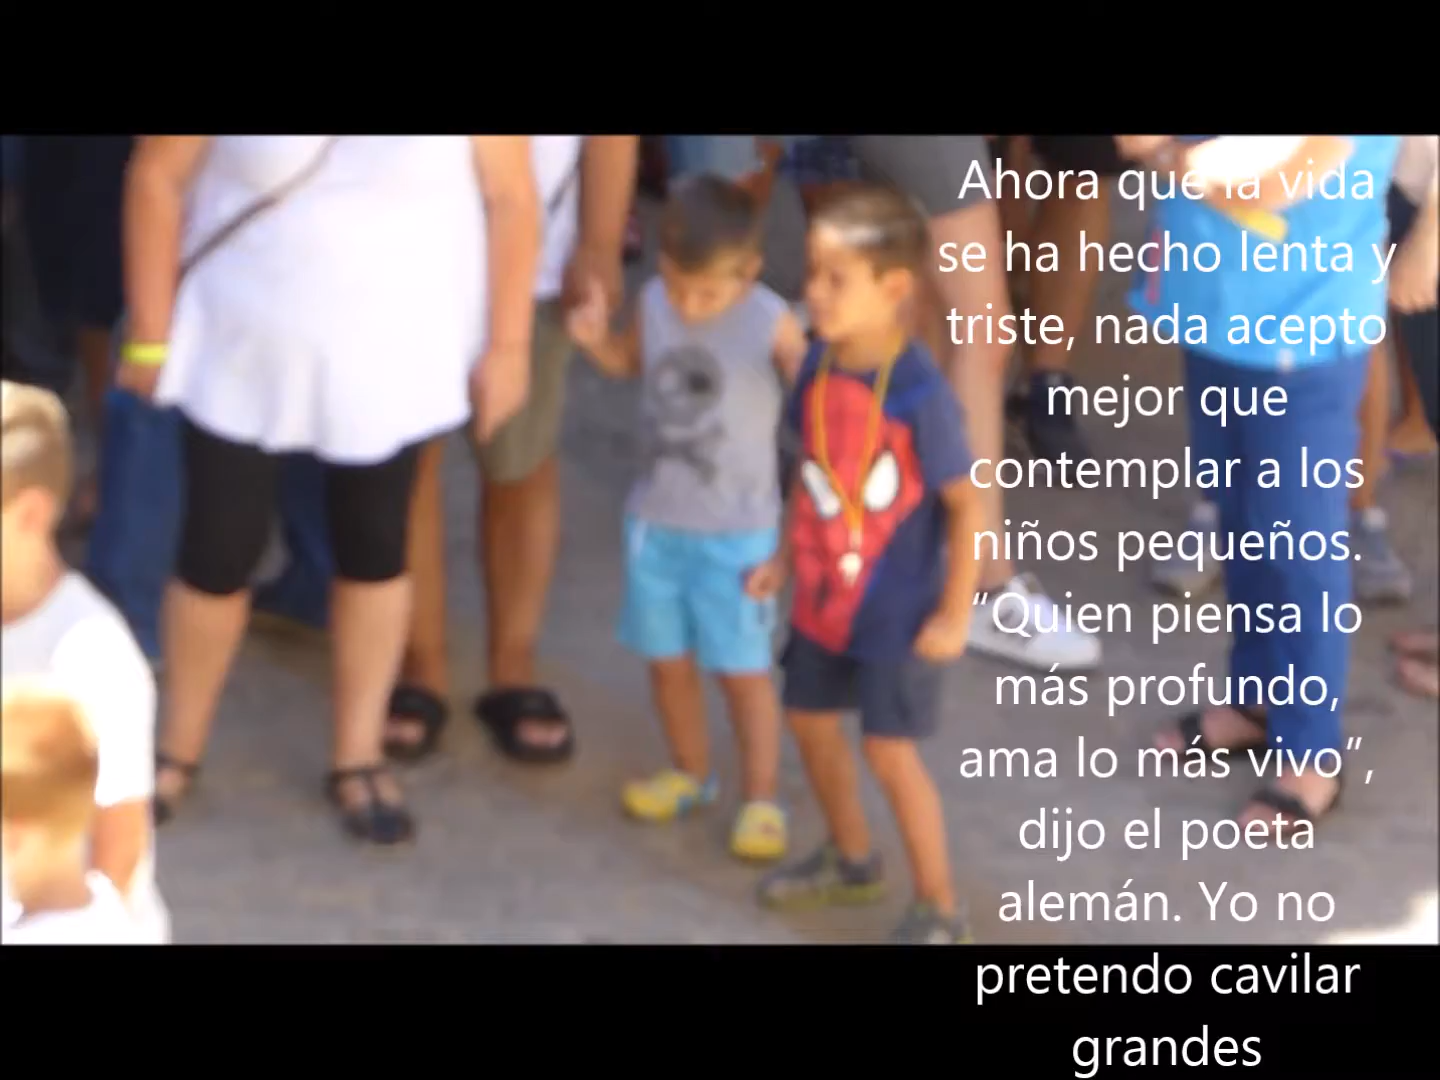 Ahora que la vida
se ha hecho lenta y
triste, nada acepto
mejor que
contemplar a los
niños pequeños.
“Quien piensa lo
más profundo,
ama lo más vivo”,
dijo el poeta
alemán. Yo no
pretendo cavilar
grandes